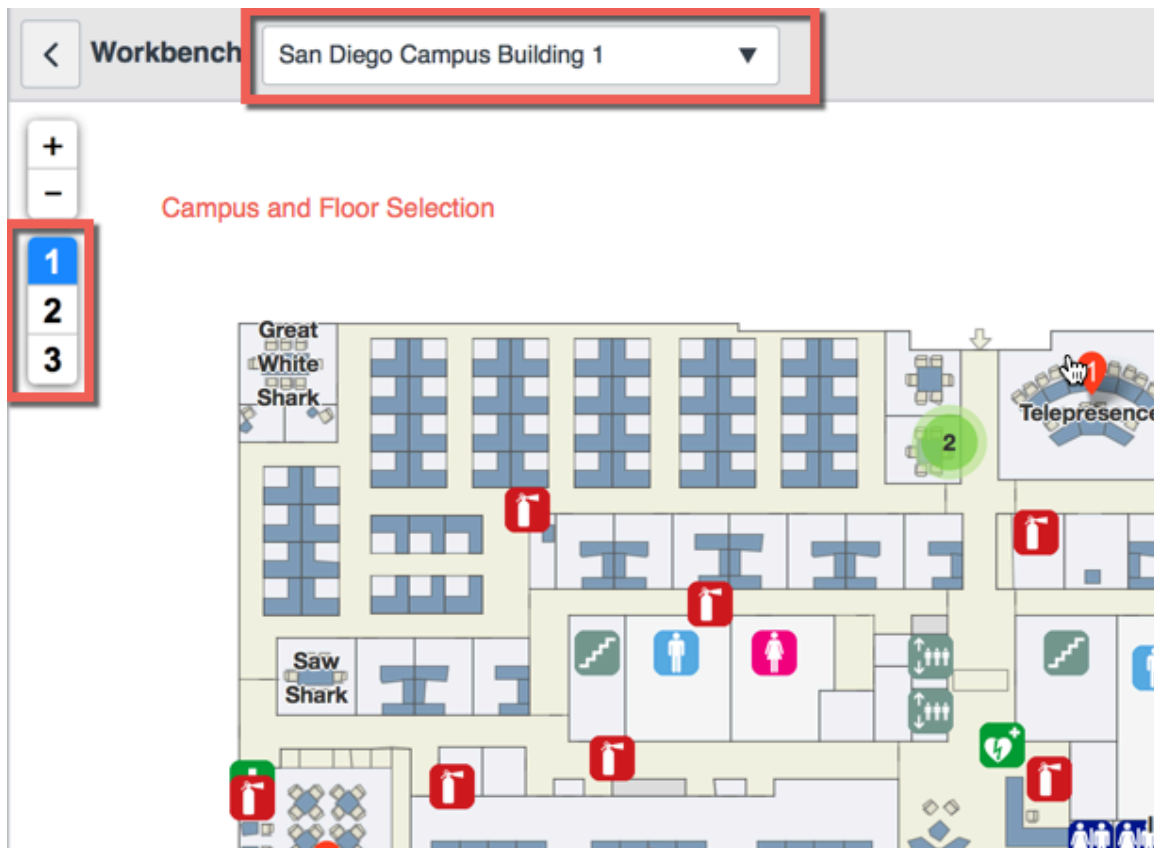 Workbench
San Diego Campus Building 1
+
−
Campus and Floor Selection
1
2
3
Great
White
Shark
1
Telepresence
2
Saw
Shark